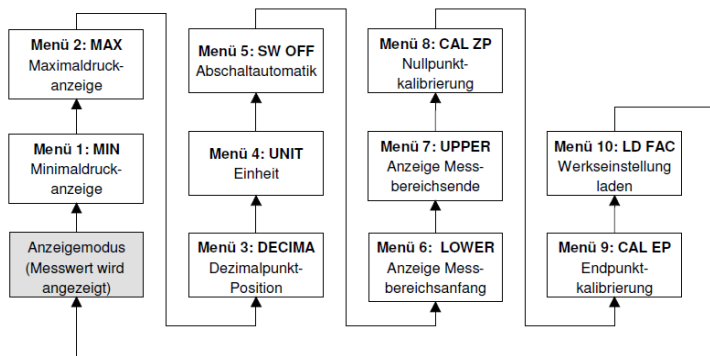 Menü 2: MAX
Maximaldruck-
anzeige
Menü 1: MIN
Minimaldruck-
anzeige
Anzeigemodus
(Messwert wird
angezeigt)
Menü 5: SW OFF
Abschaltautomatik
Menü 4: UNIT
Einheit
Menü 3: DECIMA
Dezimalpunkt-
Position
Menü 8: CAL ZP
Nullpunkt-
kalibrierung
Menü 7: UPPER
Anzeige Mess-
bereichsende
Menü 6: LOWER
Anzeige Mess-
bereichsanfang
Menü 10: LD FAC
Werkseinstellung
laden
Menü 9: CAL EP
Endpunkt-
kalibrierung